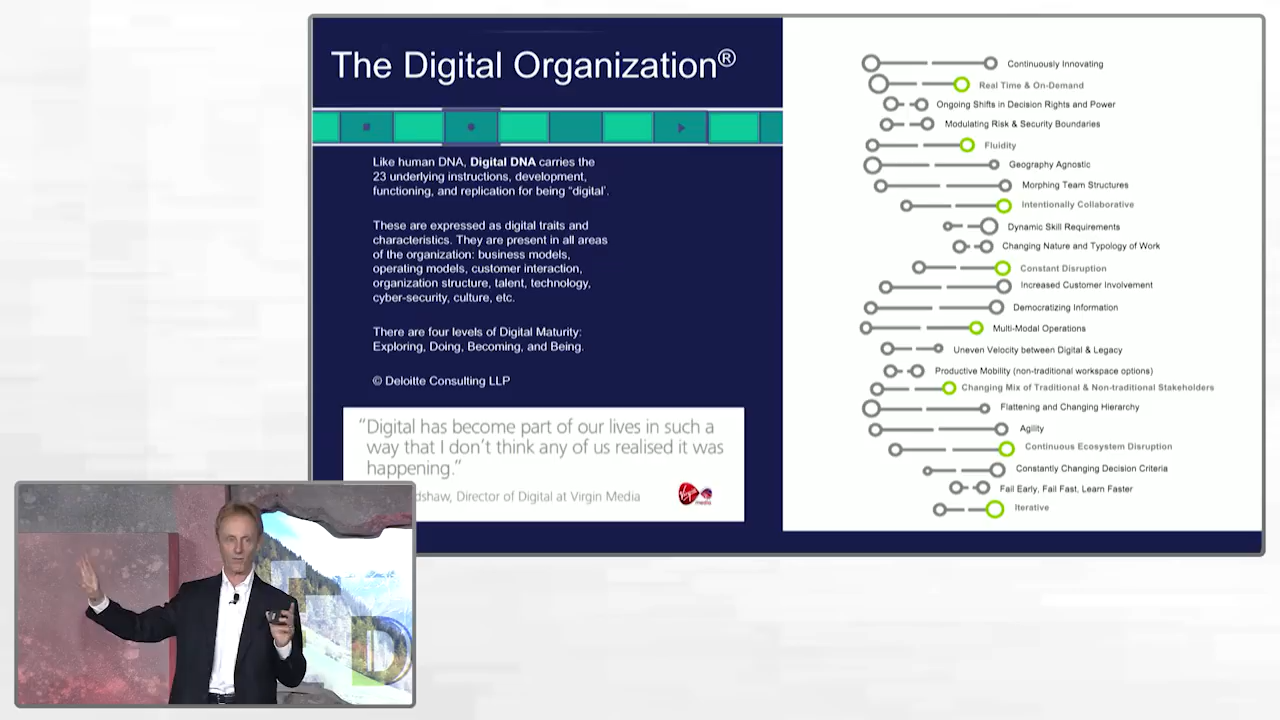 The Digital Organization®
Like human DNA, Digital DNA carries the
23 underlying instructions, development,
functioning, and replication for being “digital’.
These are expressed as digital traits and
characteristics. They are present in all areas
of the organization: business models,
operating models, customer interaction,
organization structure, talent, technology,
cyber-security, culture, etc.
There are four levels of Digital Maturity:
Exploring, Doing, Becoming, and Being.
© Deloitte Consulting LLP
“Digital has become part of our lives in such a
way that I don’t think any of us realised it was
happening.”
dshaw, Director of Digital at Virgin Media
Virgin
media
Continuously Innovating
Real Time & On-Demand
Ongoing Shifts in Decision Rights and Power
Modulating Risk & Security Boundaries
Fluidity
Geography Agnostic
Morphing Team Structures
Intentionally Collaborative
Dynamic Skill Requirements
Changing Nature and Typology of Work
Constant Disruption
Increased Customer Involvement
Democratizing Information
Multi-Modal Operations
Uneven Velocity between Digital & Legacy
Productive Mobility (non-traditional workspace options)
Changing Mix of Traditional & Non-traditional Stakeholders
Flattening and Changing Hierarchy
Agility
Continuous Ecosystem Disruption
Constantly Changing Decision Criteria
Fail Early, Fail Fast, Learn Faster
Iterative